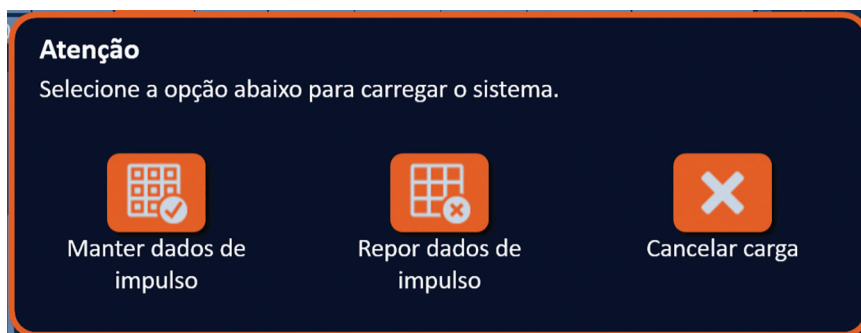 Atenção
Selecione a opção abaixo para carregar o sistema.
Manter dados de
impulso
Repor dados de
impulso
Cancelar carga